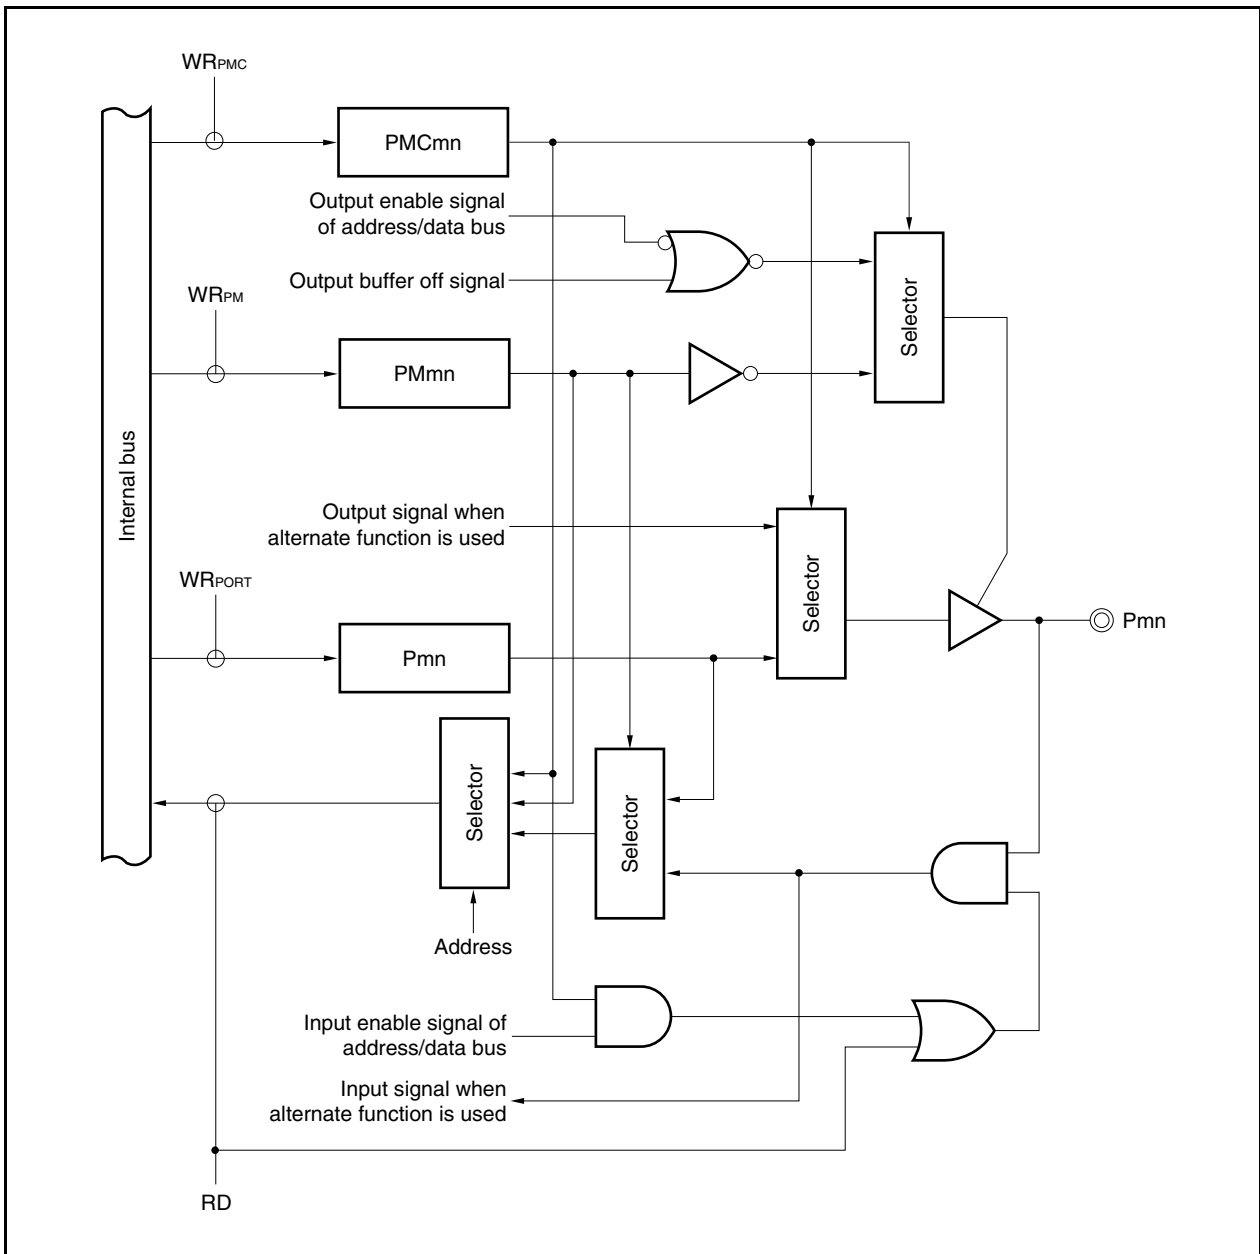 WRPMC
PMCmn
Output enable signal
of address/data bus
Output buffer off signal
Selector
WRPM
PMmn
Internal bus
Output signal when
alternate function is used
Selector
WRPORT
Pmn
Pmn
Selector
Selector
Address
Input enable signal of
address/data bus
Input signal when
alternate function is used
RD